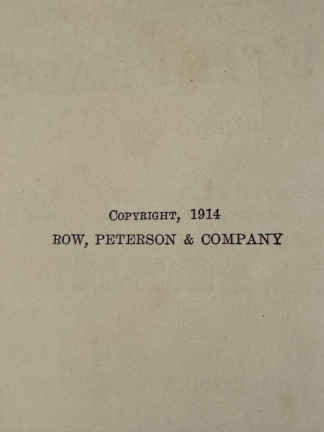 Copyright, 1914
ROW, PETERSON & COMPANY